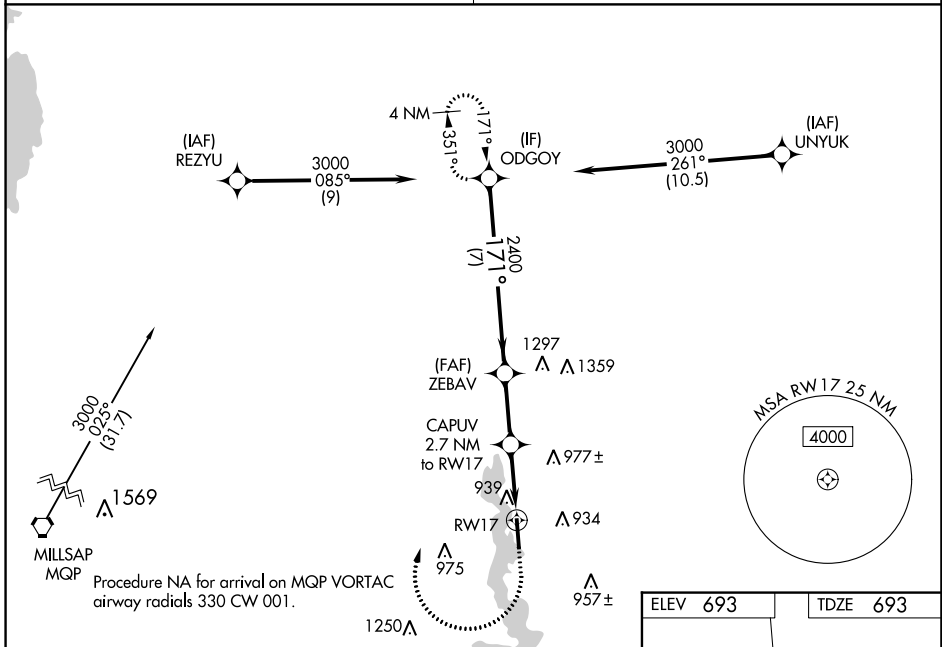 4 NM
351°
171°
(IF)
ODGOY
(IAF)
REZYU
3000
085°
(9)
(IAF)
UNYUK
3000
261°
(10.5)
2400
171°
(7)
1297
1359
(FAF)
ZEBAV
CAPUV
2.7 NM
to RW17
977±
939
RW17
934
975
957±
1250
3000
025°
(31.7)
1569
MILLSAP
MQP
Procedure NA for arrival on MQP VORTAC
airway radials 330 CW 001.
MSA RW17 25 NM
4000
ELEV 693
TDZE 693